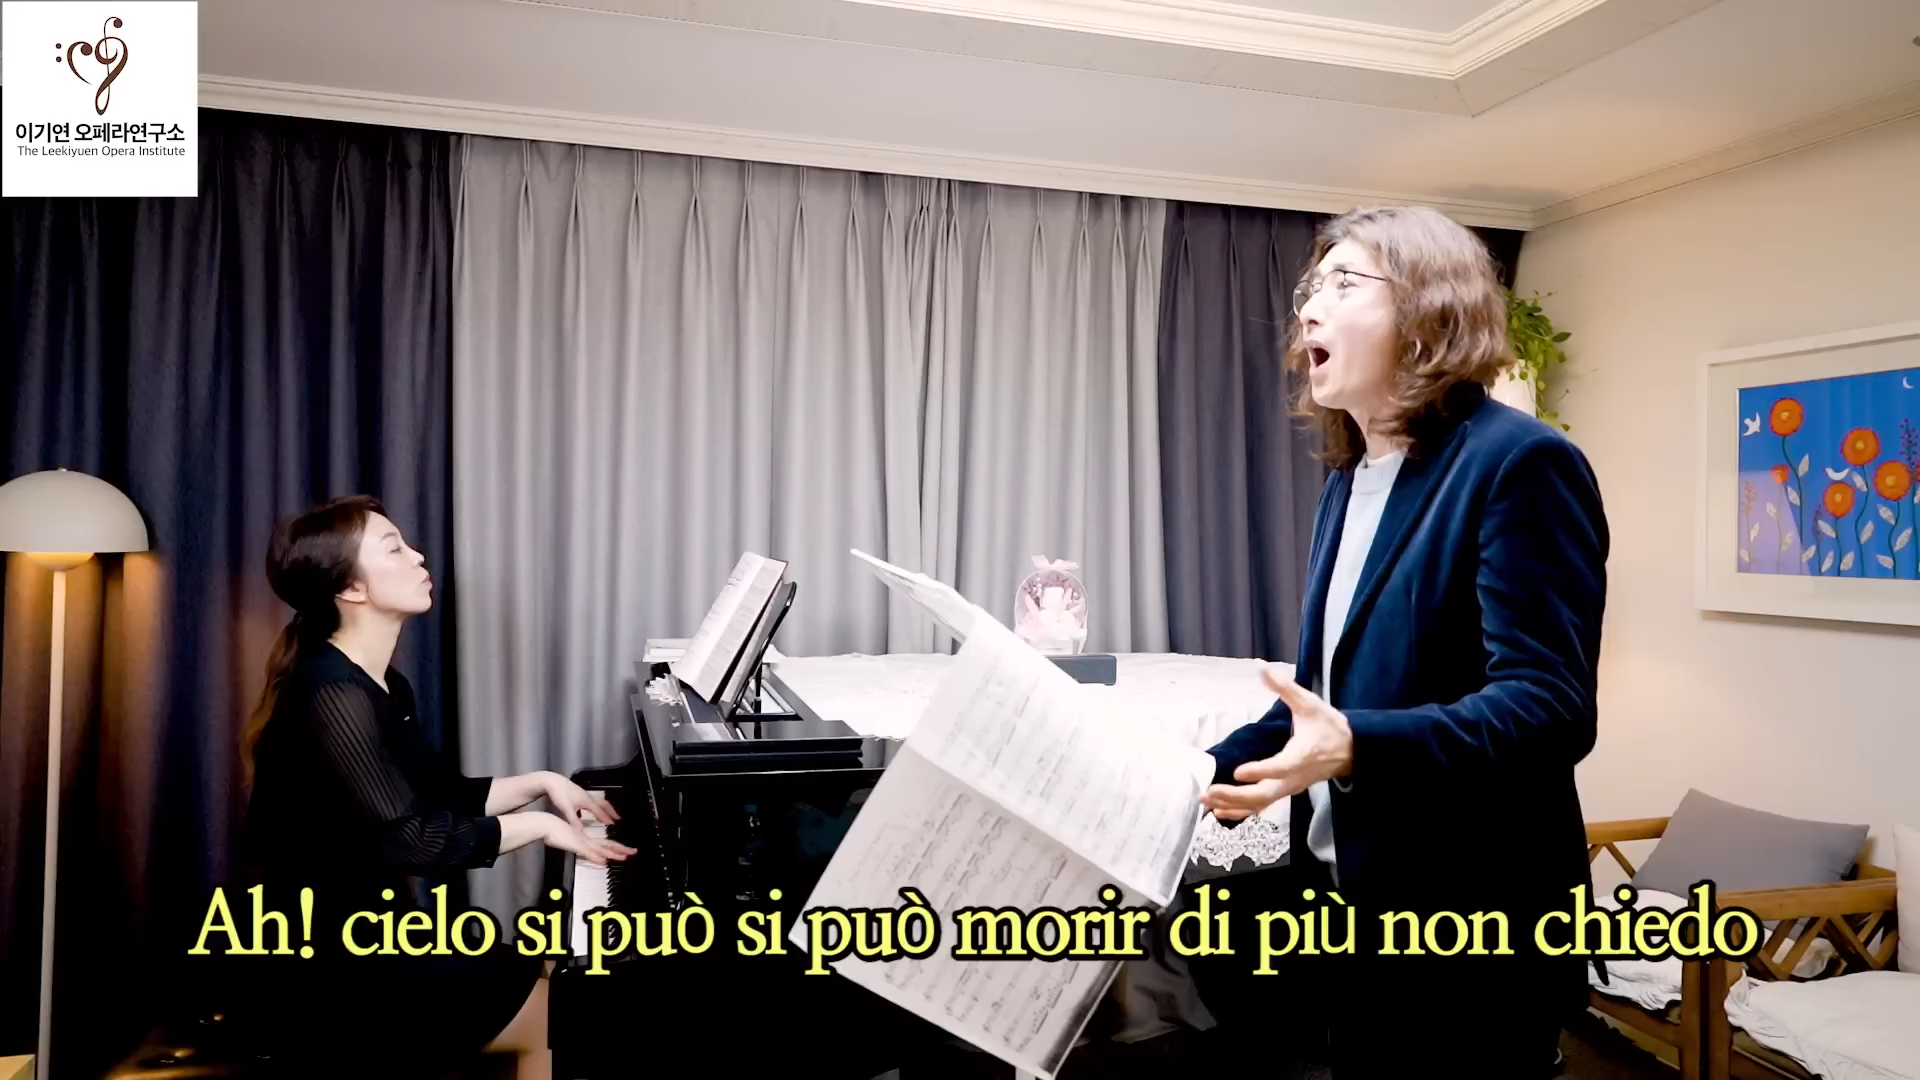 이기연 오페라연구소
The Leekiyuen Opera Institute
Ah! cielo si può si può morir di più non chiedo